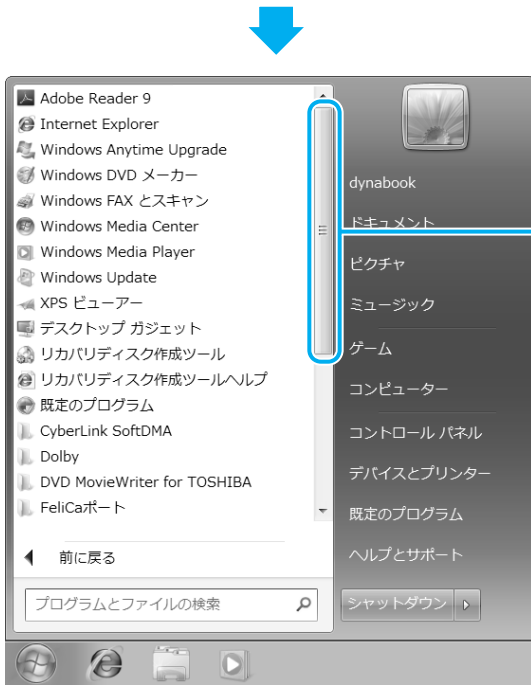 Adobe Reader 9
Internet Explorer
Windows Anytime Upgrade
Windows DVD メーカー
Windows FAX とスキャン
Windows Media Center
Windows Media Player
Windows Update
XPS ビューアー
デスクトップ ガジェット
リカバリディスク作成ツール
リカバリディスク作成ツールヘルプ
既定のプログラム
CyberLink SoftDMA
Dolby
DVD MovieWriter for TOSHIBA
FeliCaポート
前に戻る
プログラムとファイルの検索
dynabook
ドキュメント
ピクチャ
ミュージック
ゲーム
コンピューター
コントロール パネル
デバイスとプリンター
既定のプログラム
ヘルプとサポート
シャットダウン